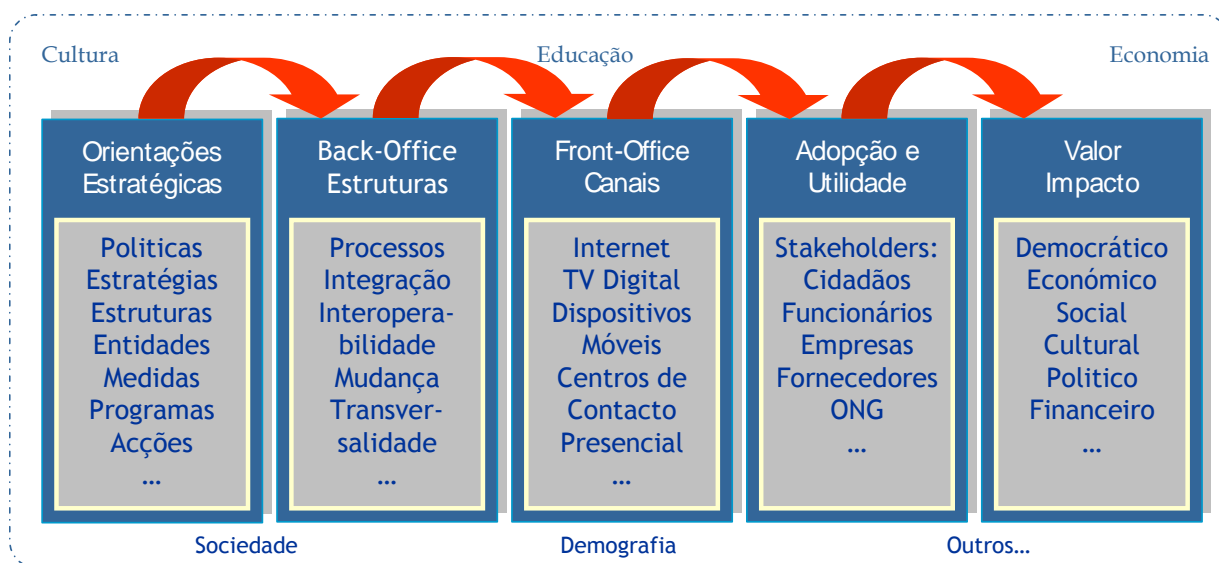 Cultura
Educação
Economia
Orientações
Estratégicas
Politicas
Estratégias
Estruturas
Entidades
Medidas
Programas
Acções
…
Back-Office
Estruturas
Processos
Integração
Interopera-
bilidade
Mudança
Transver-
salidade
…
Front-Office
Canais
Internet
TV Digital
Dispositivos
Móveis
Centros de
Contacto
Presencial
…
Adopção e
Utilidade
Stakeholders:
Cidadãos
Funcionários
Empresas
Fornecedores
ONG
…
Valor
Impacto
Democrático
Económico
Social
Cultural
Politico
Financeiro
…
Sociedade
Demografia
Outros…